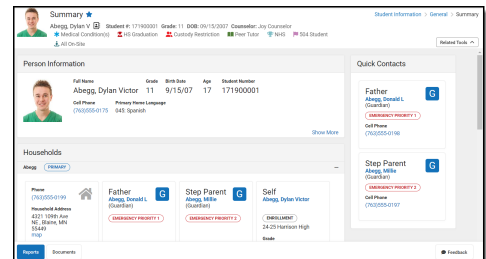 Summary ★
Student Information > General > Summary
Abegg, Dylan V Student #: 171900001 Grade: 11 DOB: 09/15/2007 Counselor: Joy Counselor
Medical Condition(s) HS Graduation Custody Restriction Peer Tutor NHS 504 Student
All On-Site
Related Tools
Person Information
Full Name Grade Birth Date Age Student Number
Abegg, Dylan Victor 11 9/15/07 17 171900001
Cell Phone Primary Home Language
(763)555-0175 045: Spanish
Show More
Households
Abegg PRIMARY
Phone
(763)555-0199
Household Address
4321 109th Ave
NE, Blaine, MN
55449
map
Father G
Abegg, Donald L
(Guardian)
EMERGENCY PRIORITY 1
Step Parent G
Abegg, Millie
(Guardian)
EMERGENCY PRIORITY 2
Self
Abegg, Dylan Victor
ENROLLMENT
24-25 Harrison High
Grade
Quick Contacts
Father G
Abegg, Donald L
(Guardian)
EMERGENCY PRIORITY 1
Cell Phone
(763)555-0198
Step Parent G
Abegg, Millie
(Guardian)
EMERGENCY PRIORITY 2
Cell Phone
(763)555-0197
Reports Documents
Feedback